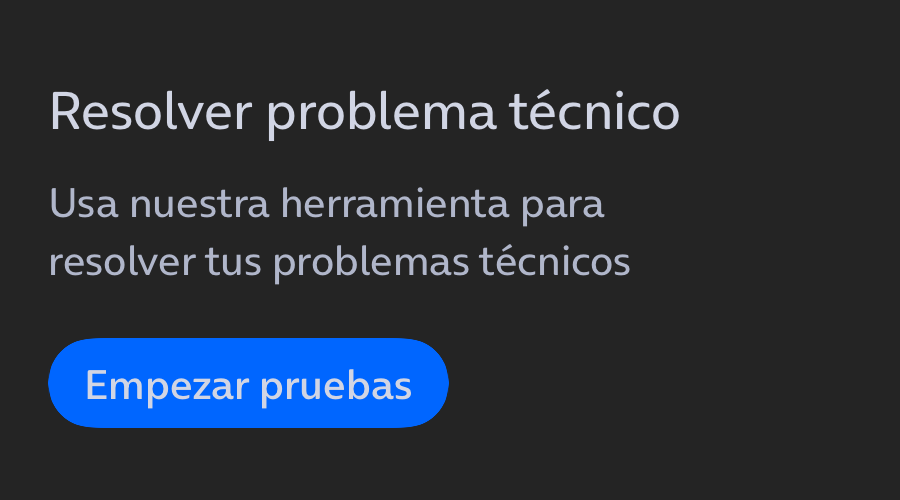 Resolver problema técnico
Usa nuestra herramienta para
resolver tus problemas técnicos
Empezar pruebas